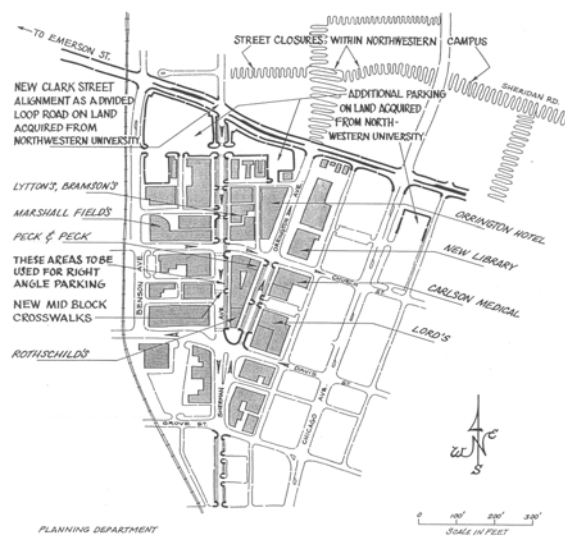 TO EMERSON ST.
STREET CLOSURES WITHIN NORTHWESTERN CAMPUS
SHERIDAN RD.
NEW CLARK STREET
ALIGNMENT AS A DIVIDED
LOOP ROAD ON LAND
ACQUIRED FROM
NORTHWESTERN UNIVERSITY
ADDITIONAL PARKING
ON LAND ACQUIRED
FROM NORTH-
WESTERN UNIVERSITY
LYTTON'S, BRAMSON'S
MARSHALL FIELD'S
PECK & PECK
THESE AREAS TO BE
USED FOR RIGHT
ANGLE PARKING
NEW MID BLOCK
CROSSWALKS
ROTHSCHILD'S
ORRINGTON HOTEL
NEW LIBRARY
CARLSON MEDICAL
LORD'S
ORRINGTON AVE.
BENSON AVE.
CHURCH ST.
SHERMAN AVE.
DAVIS ST.
CHICAGO AVE.
GROVE ST.
N
W E
S
0 100' 200' 300'
SCALE IN FEET
PLANNING DEPARTMENT